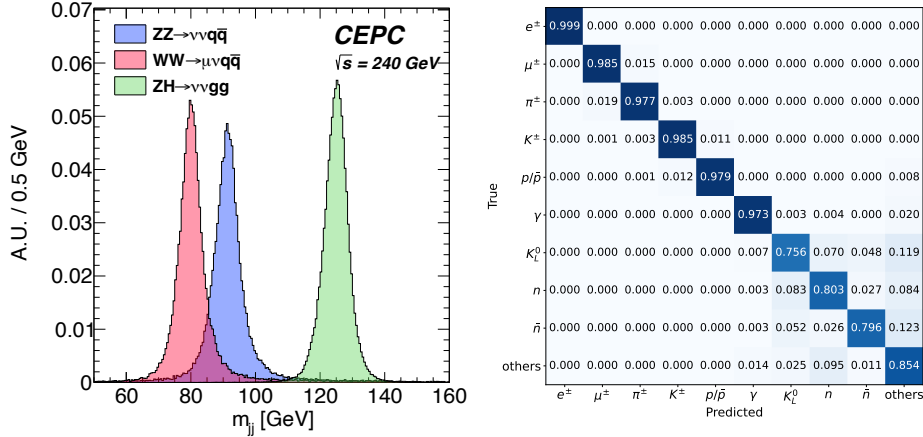 ZZ→ννqq̄
WW→μνqq̄
ZH→ννgg
CEPC
√s = 240 GeV
A.U. / 0.5 GeV
0.07
0.06
0.05
0.04
0.03
0.02
0.01
0
60 80 100 120 140 160
m_jj [GeV]
True
e± 0.999 0.000 0.000 0.000 0.000 0.000 0.000 0.000 0.000 0.000
μ± 0.000 0.985 0.015 0.000 0.000 0.000 0.000 0.000 0.000 0.000
π± 0.000 0.019 0.977 0.003 0.000 0.000 0.000 0.000 0.000 0.000
K± 0.000 0.001 0.003 0.985 0.011 0.000 0.000 0.000 0.000 0.000
p/p̄ 0.000 0.000 0.001 0.012 0.979 0.000 0.000 0.000 0.000 0.008
γ 0.000 0.000 0.000 0.000 0.000 0.973 0.003 0.004 0.000 0.020
K⁰_L 0.000 0.000 0.000 0.000 0.000 0.007 0.756 0.070 0.048 0.119
n 0.000 0.000 0.000 0.000 0.000 0.003 0.083 0.803 0.027 0.084
n̄ 0.000 0.000 0.000 0.000 0.000 0.003 0.052 0.026 0.796 0.123
others 0.000 0.000 0.000 0.000 0.000 0.014 0.025 0.095 0.011 0.854
e± μ± π± K± p/p̄ γ K⁰_L n n̄ others
Predicted